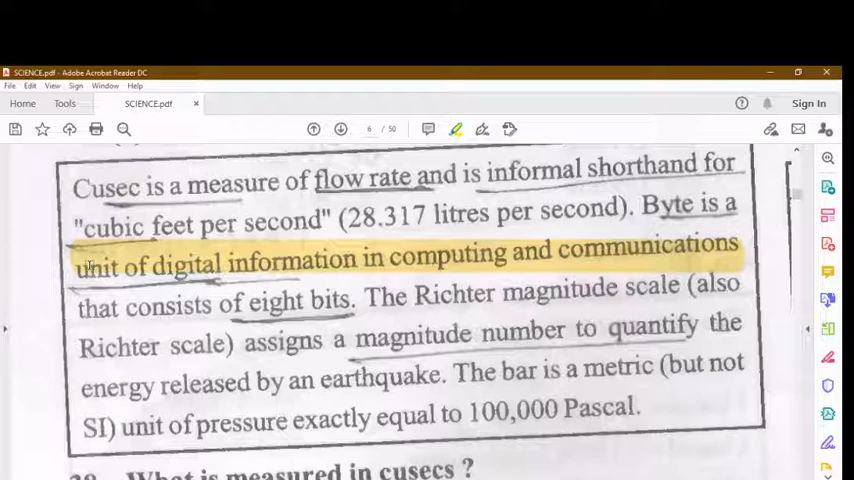 SCIENCE.pdf - Adobe Acrobat Reader DC
File Edit View Sign Window Help
Home Tools SCIENCE.pdf × Sign In
6 / 50
Cusec is a measure of flow rate and is informal shorthand for
"cubic feet per second" (28.317 litres per second). Byte is a
unit of digital information in computing and communications
that consists of eight bits. The Richter magnitude scale (also
Richter scale) assigns a magnitude number to quantify the
energy released by an earthquake. The bar is a metric (but not
SI) unit of pressure exactly equal to 100,000 Pascal.
What is measured in cusecs ?